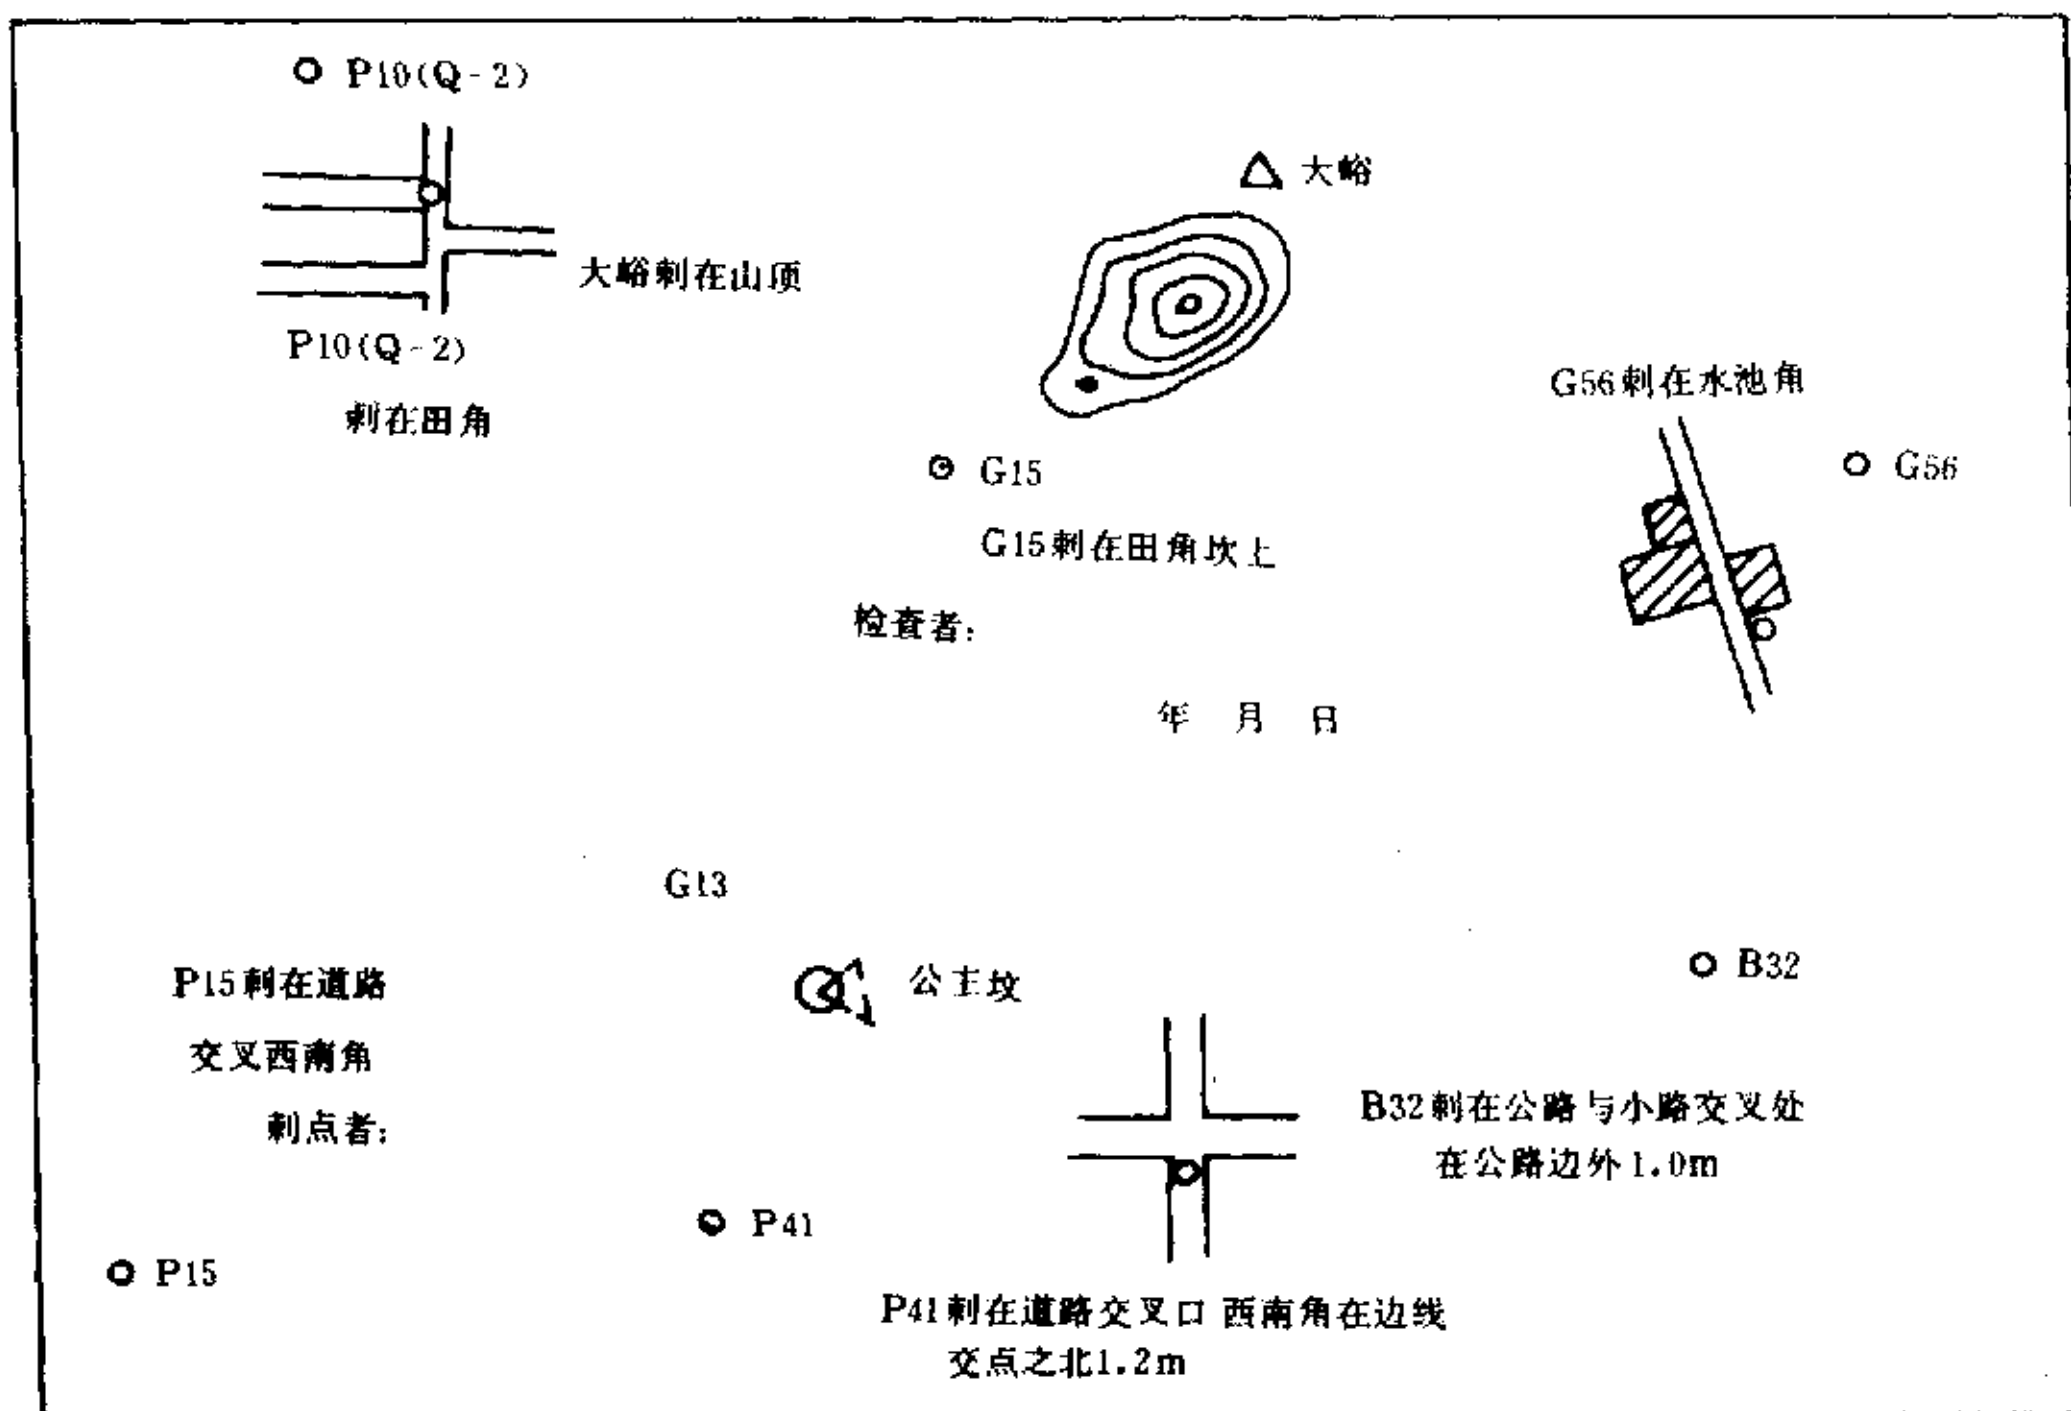 P10(Q-2)
大峪
大峪刺在山顶
P10(Q-2)
刺在田角
G56刺在水池角
G15
G56
G15刺在田角坎上
检查者:
年 月 日
G13
P15刺在道路
交叉西南角
刺点者:
公主坟
B32
B32刺在公路与小路交叉处
在公路边外1.0m
P41
P15
P41刺在道路交叉口 西南角在边线
交点之北1.2m